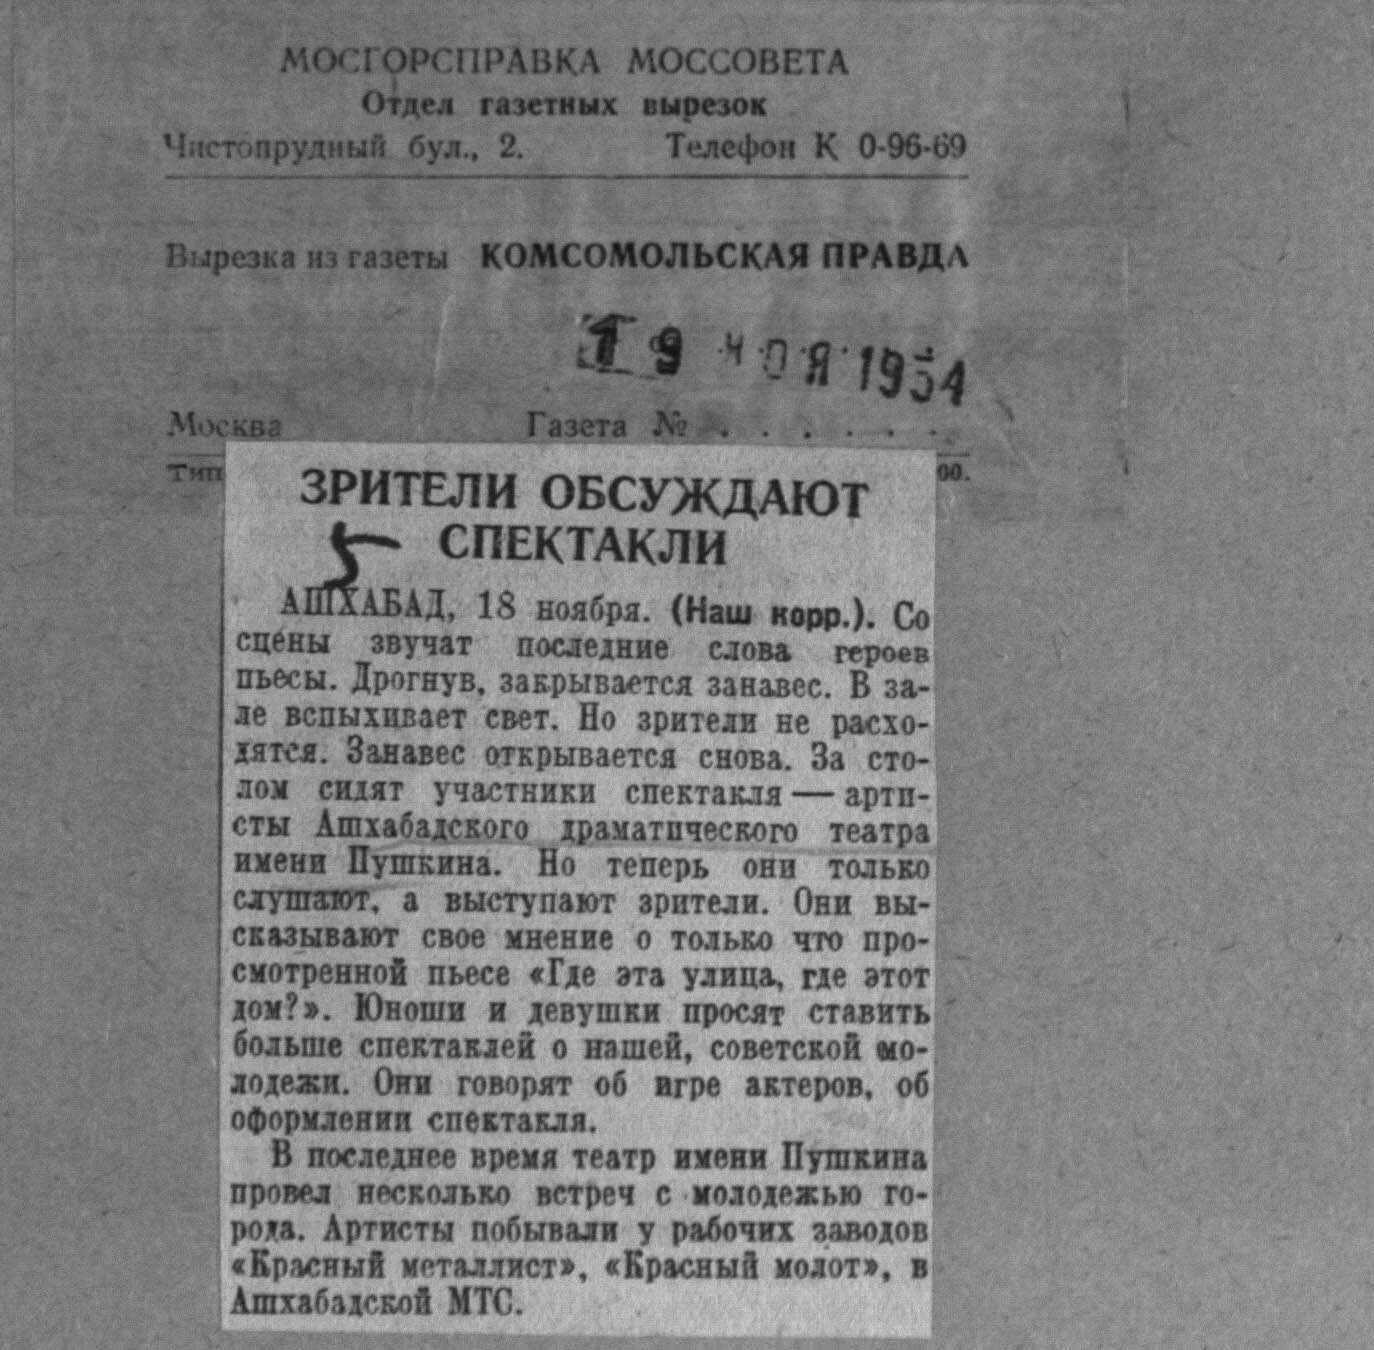 МОСГОРСПРАВКА МОССОВЕТА
Отдел газетных вырезок
Чистопрудный бул., 2. Телефон К 0-96-69
Вырезка из газеты КОМСОМОЛЬСКАЯ ПРАВДА
19 НОЯ 1954
Москва Газета № . . . . . .
Тип 00.
ЗРИТЕЛИ ОБСУЖДАЮТ
СПЕКТАКЛИ
АШХАБАД, 18 ноября. (Наш корр.). Со
сцены звучат последние слова героев
пьесы. Дрогнув, закрывается занавес. В за-
ле вспыхивает свет. Но зрители не расхо-
дятся. Занавес открывается снова. За сто-
лом сидят участники спектакля — арти-
сты Ашхабадского драматического театра
имени Пушкина. Но теперь они только
слушают, а выступают зрители. Они вы-
сказывают свое мнение о только что про-
смотренной пьесе «Где эта улица, где этот
дом?». Юноши и девушки просят ставить
больше спектаклей о нашей, советской мо-
лодежи. Они говорят об игре актеров, об
оформлении спектакля.
В последнее время театр имени Пушкина
провел несколько встреч с молодежью го-
рода. Артисты побывали у рабочих заводов
«Красный металлист», «Красный молот», в
Ашхабадской МТС.